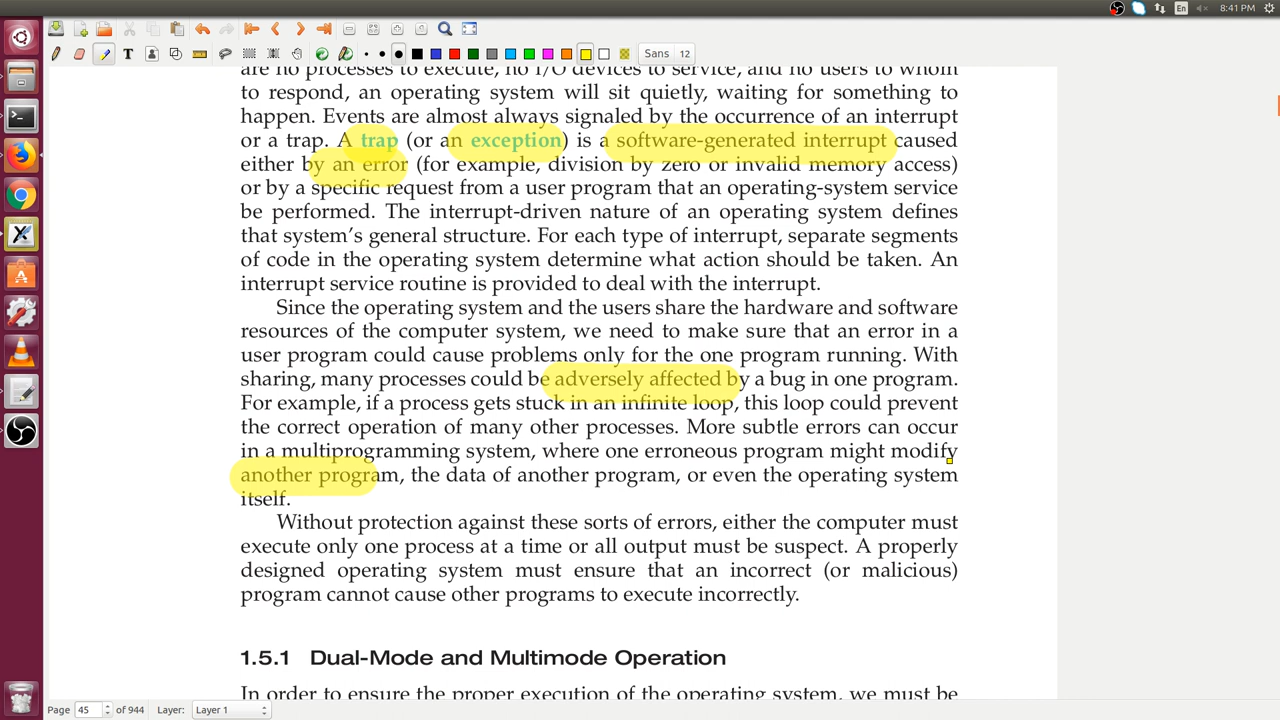 En
8:41 PM
T
Sans 12
are no processes to execute, no I/O devices to service, and no users to whom
to respond, an operating system will sit quietly, waiting for something to
happen. Events are almost always signaled by the occurrence of an interrupt
or a trap. A trap (or an exception) is a software-generated interrupt caused
either by an error (for example, division by zero or invalid memory access)
or by a specific request from a user program that an operating-system service
be performed. The interrupt-driven nature of an operating system defines
that system's general structure. For each type of interrupt, separate segments
of code in the operating system determine what action should be taken. An
interrupt service routine is provided to deal with the interrupt.
Since the operating system and the users share the hardware and software
resources of the computer system, we need to make sure that an error in a
user program could cause problems only for the one program running. With
sharing, many processes could be adversely affected by a bug in one program.
For example, if a process gets stuck in an infinite loop, this loop could prevent
the correct operation of many other processes. More subtle errors can occur
in a multiprogramming system, where one erroneous program might modify
another program, the data of another program, or even the operating system
itself.
Without protection against these sorts of errors, either the computer must
execute only one process at a time or all output must be suspect. A properly
designed operating system must ensure that an incorrect (or malicious)
program cannot cause other programs to execute incorrectly.
1.5.1 Dual-Mode and Multimode Operation
In order to ensure the proper execution of the operating system, we must be
Page 45 of 944 Layer: Layer 1